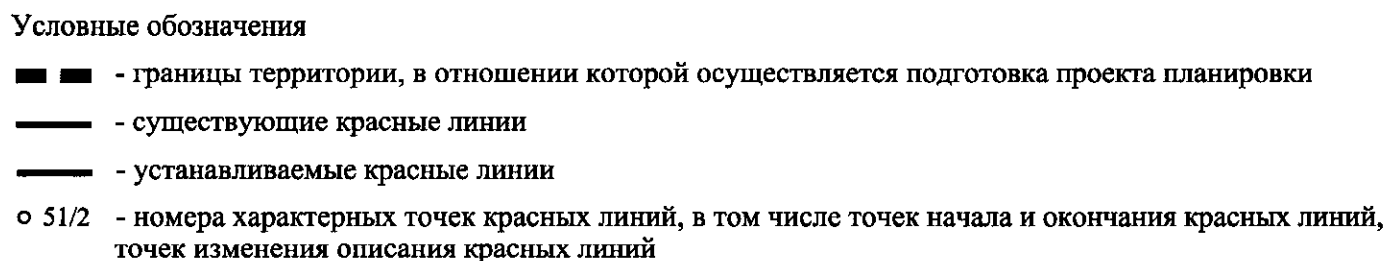 Условные обозначения
- границы территории, в отношении которой осуществляется подготовка проекта планировки
- существующие красные линии
- устанавливаемые красные линии
51/2 - номера характерных точек красных линий, в том числе точек начала и окончания красных линий,
точек изменения описания красных линий